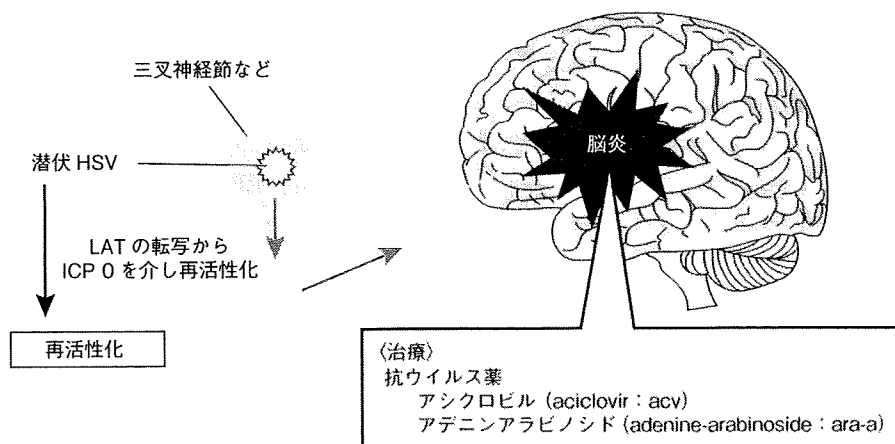 三叉神経節など
潜伏 HSV
LAT の転写から
ICP 0 を介し再活性化
再活性化
脳炎
〈治療〉
抗ウイルス薬
アシクロビル (aciclovir：acv)
アデニンアラビノシド (adenine-arabinoside：ara-a)